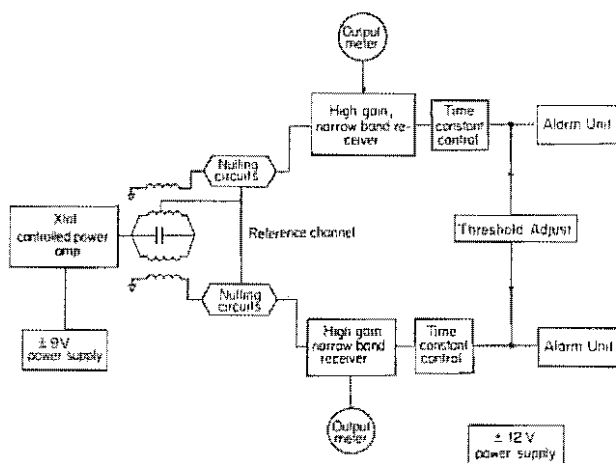 Output
meter
High gain,
narrow band re-
ceiver
Time
constant
control
Alarm Unit
Nulling
circuits
Xtal
controlled power
amp
Reference channel
Threshold Adjust
Nulling
circuits
± 9V
power supply
High gain
narrow band
receiver
Time
constant
control
Alarm Unit
Output
meter
± 12V
power supply